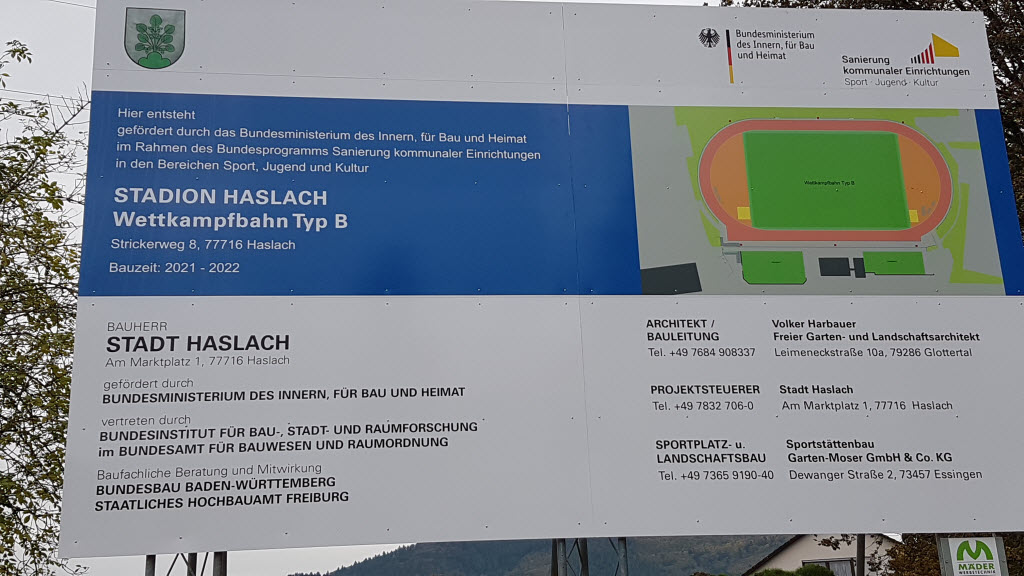 Bundesministerium
des Innern, für Bau
und Heimat
Sanierung
kommunaler Einrichtungen
Sport · Jugend · Kultur
Hier entsteht
gefördert durch das Bundesministerium des Innern, für Bau und Heimat
im Rahmen des Bundesprogramms Sanierung kommunaler Einrichtungen
in den Bereichen Sport, Jugend und Kultur
STADION HASLACH
Wettkampfbahn Typ B
Strickerweg 8, 77716 Haslach
Bauzeit: 2021 - 2022
Wettkampfbahn Typ B
BAUHERR
STADT HASLACH
Am Marktplatz 1, 77716 Haslach
gefördert durch
BUNDESMINISTERIUM DES INNERN, FÜR BAU UND HEIMAT
vertreten durch
BUNDESINSTITUT FÜR BAU-, STADT- UND RAUMFORSCHUNG
im BUNDESAMT FÜR BAUWESEN UND RAUMORDNUNG
Baufachliche Beratung und Mitwirkung
BUNDESBAU BADEN-WÜRTTEMBERG
STAATLICHES HOCHBAUAMT FREIBURG
ARCHITEKT /
BAULEITUNG
Tel. +49 7684 908337
Volker Harbauer
Freier Garten- und Landschaftsarchitekt
Leimeneckstraße 10a, 79286 Glottertal
PROJEKTSTEUERER
Tel. +49 7832 706-0
Stadt Haslach
Am Marktplatz 1, 77716 Haslach
SPORTPLATZ- u.
LANDSCHAFTSBAU
Tel. +49 7365 9190-40
Sportstättenbau
Garten-Moser GmbH & Co. KG
Dewanger Straße 2, 73457 Essingen
MÄDER
WERBETECHNIK